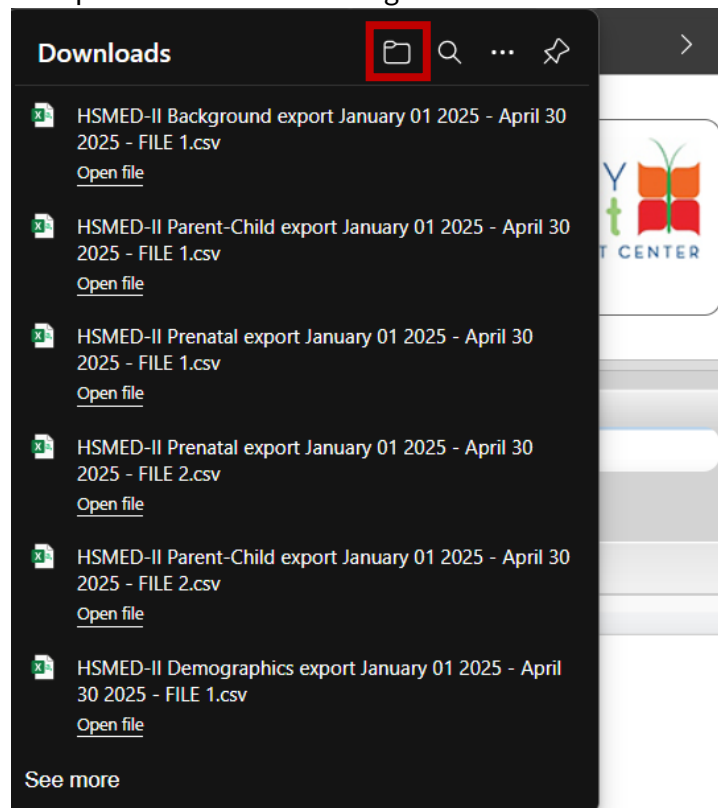 Downloads
HSMED-II Background export January 01 2025 - April 30
2025 - FILE 1.csv
Open file
HSMED-II Parent-Child export January 01 2025 - April 30
2025 - FILE 1.csv
Open file
HSMED-II Prenatal export January 01 2025 - April 30
2025 - FILE 1.csv
Open file
HSMED-II Prenatal export January 01 2025 - April 30
2025 - FILE 2.csv
Open file
HSMED-II Parent-Child export January 01 2025 - April 30
2025 - FILE 2.csv
Open file
HSMED-II Demographics export January 01 2025 - April
30 2025 - FILE 1.csv
Open file
See more
Y
t
T CENTER